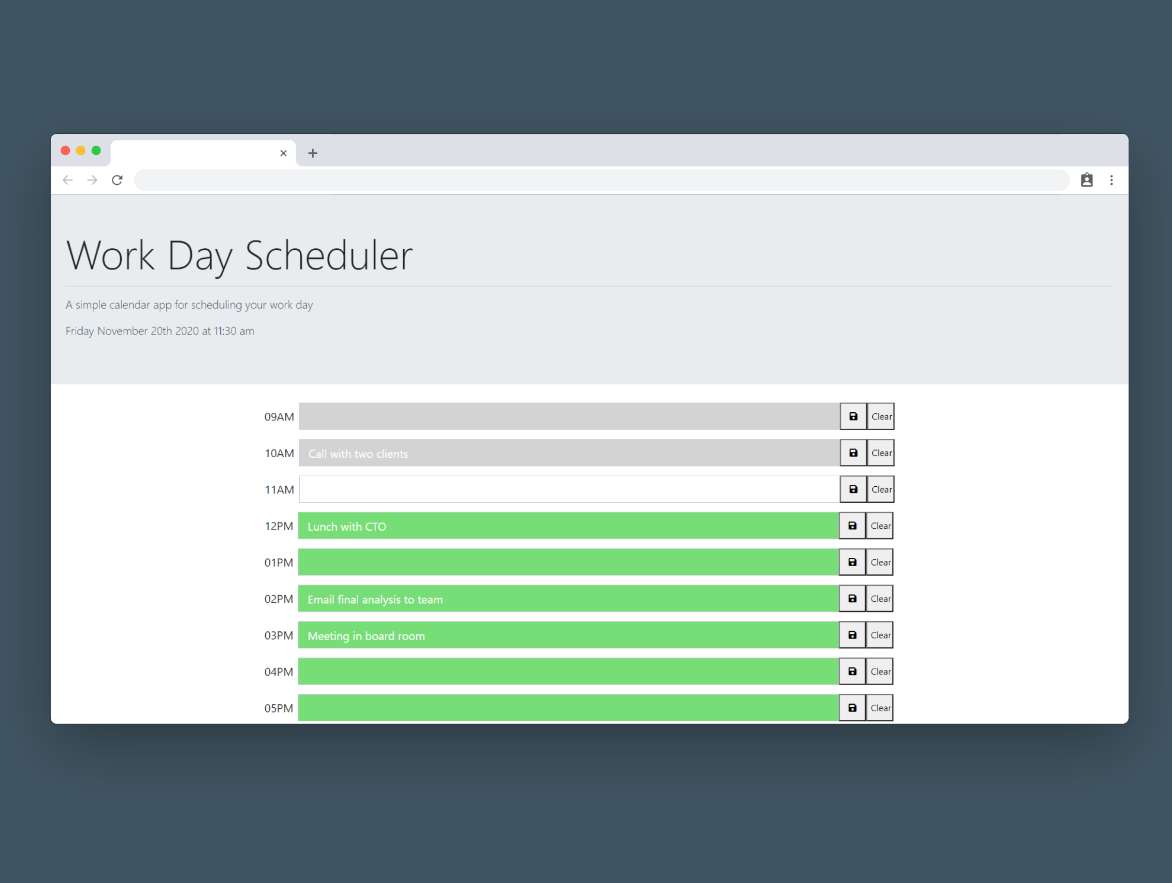 Work Day Scheduler
A simple calendar app for scheduling your work day
Friday November 20th 2020 at 11:30 am
09AM Clear
10AM Call with two clients Clear
11AM Clear
12PM Lunch with CTO Clear
01PM Clear
02PM Email final analysis to team Clear
03PM Meeting in board room Clear
04PM Clear
05PM Clear